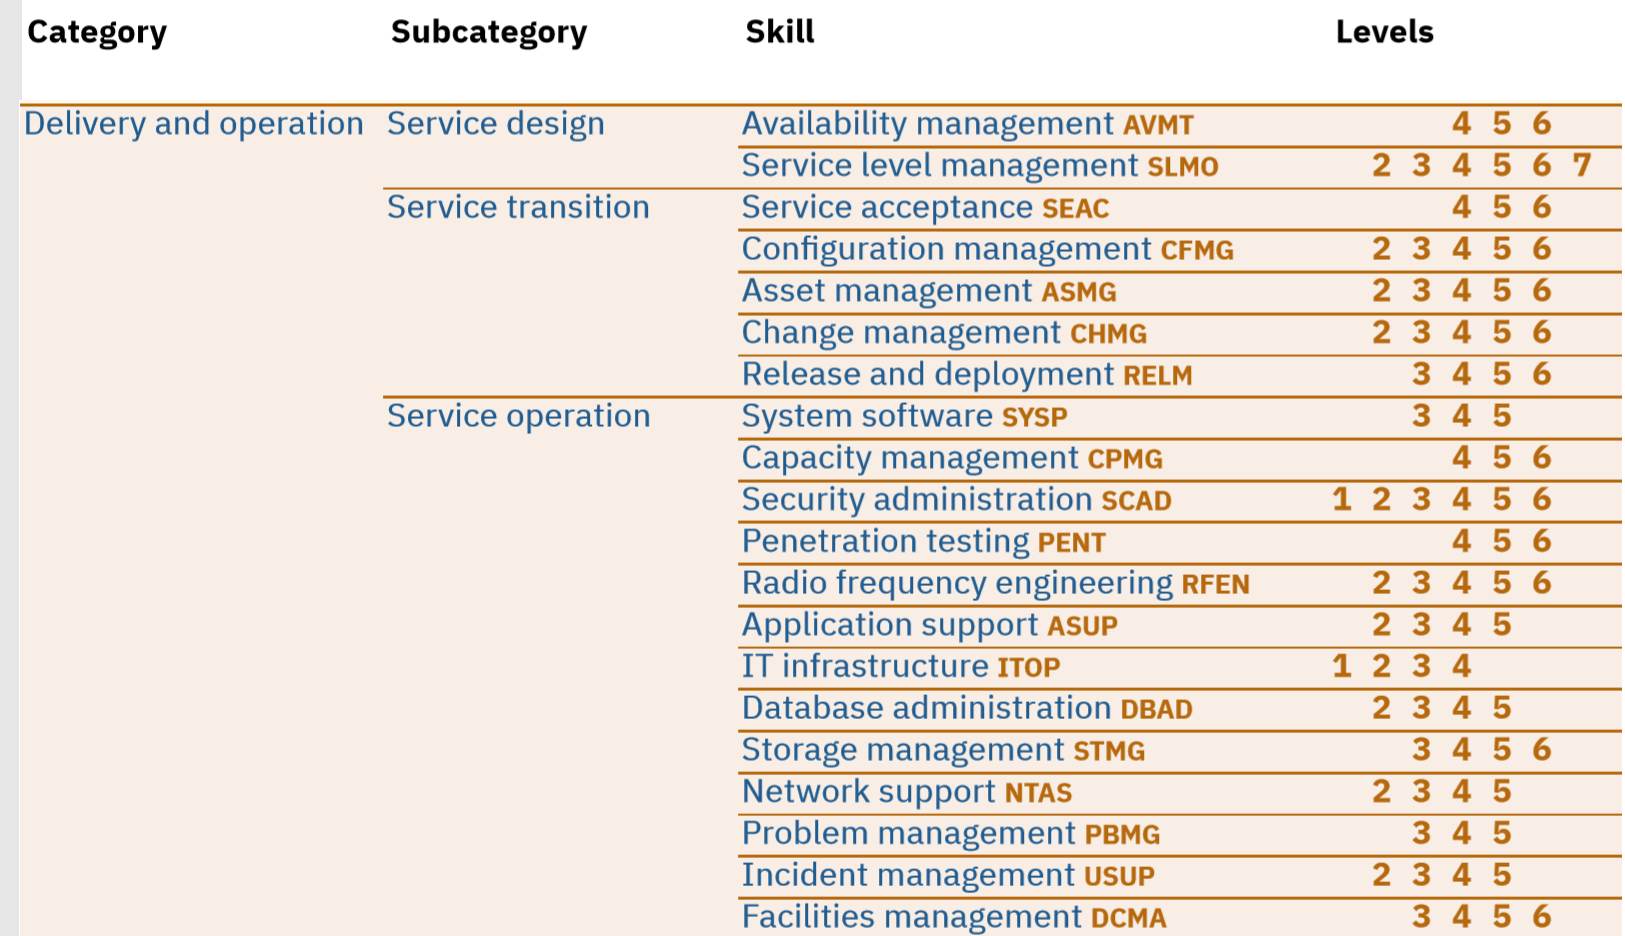 Category Subcategory Skill Levels
Delivery and operation Service design Availability management AVMT 4 5 6
Service level management SLMO 2 3 4 5 6 7
Service transition Service acceptance SEAC 4 5 6
Configuration management CFMG 2 3 4 5 6
Asset management ASMG 2 3 4 5 6
Change management CHMG 2 3 4 5 6
Release and deployment RELM 3 4 5 6
Service operation System software SYSP 3 4 5
Capacity management CPMG 4 5 6
Security administration SCAD 1 2 3 4 5 6
Penetration testing PENT 4 5 6
Radio frequency engineering RFEN 2 3 4 5 6
Application support ASUP 2 3 4 5
IT infrastructure ITOP 1 2 3 4
Database administration DBAD 2 3 4 5
Storage management STMG 3 4 5 6
Network support NTAS 2 3 4 5
Problem management PBMG 3 4 5
Incident management USUP 2 3 4 5
Facilities management DCMA 3 4 5 6